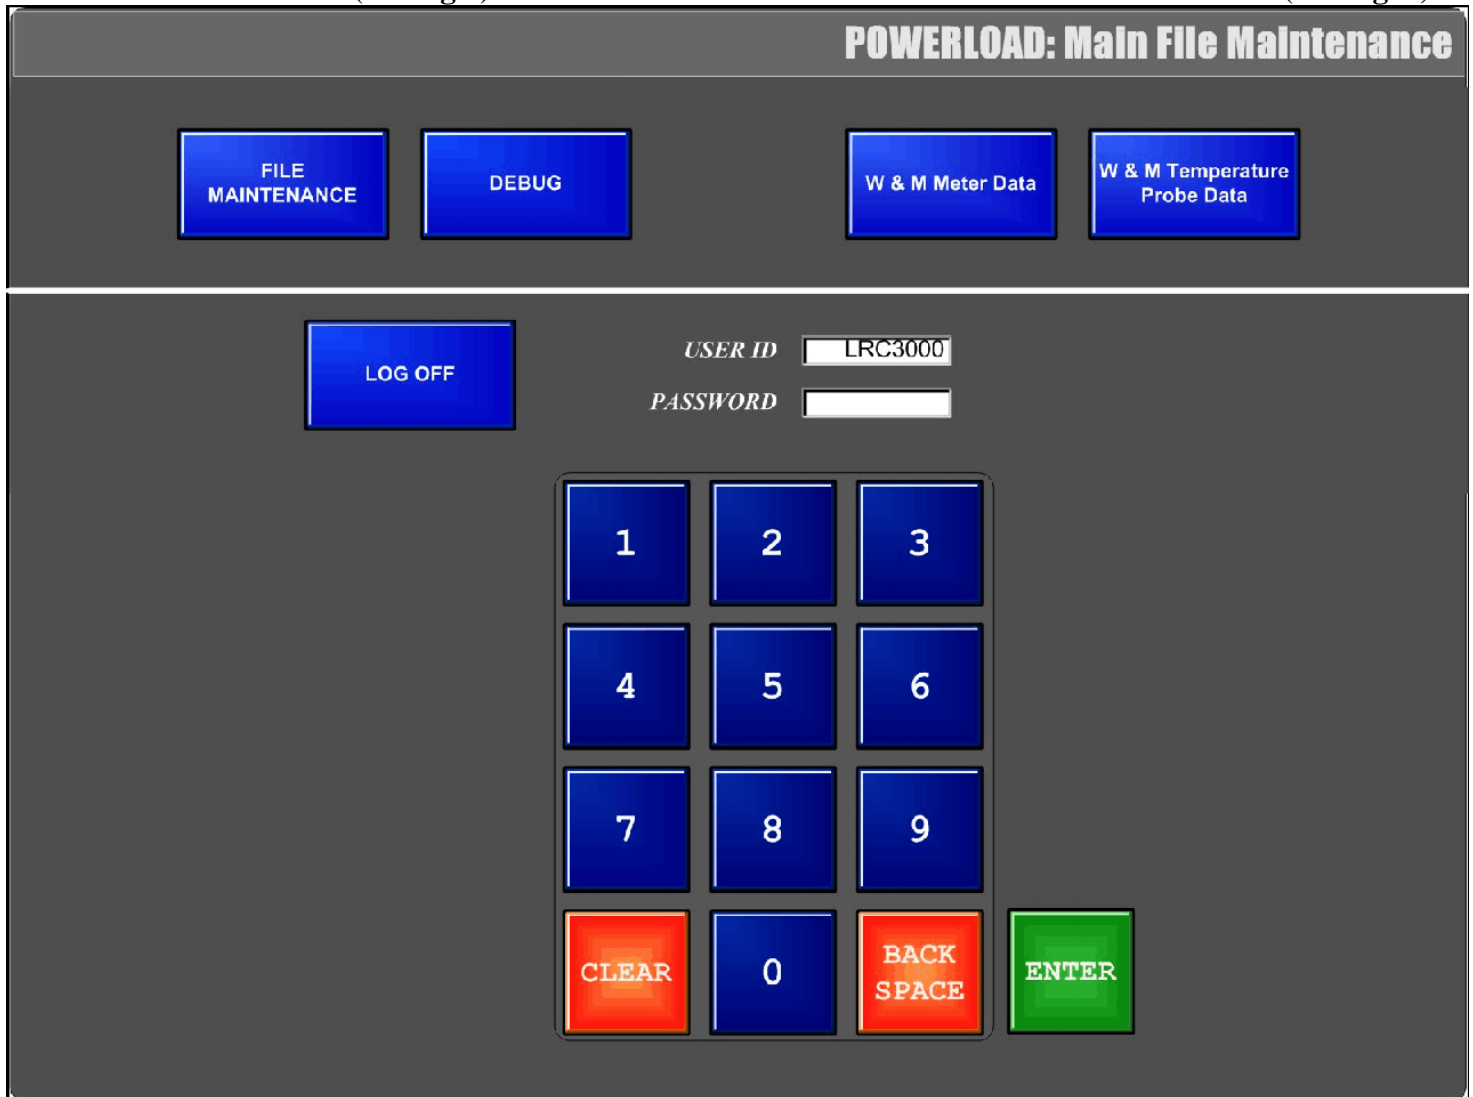 POWERLOAD: Main File Maintenance
FILE
MAINTENANCE
DEBUG
W & M Meter Data
W & M Temperature
Probe Data
LOG OFF
USER ID LRC3000
PASSWORD
1 2 3
4 5 6
7 8 9
CLEAR 0 BACK
SPACE ENTER